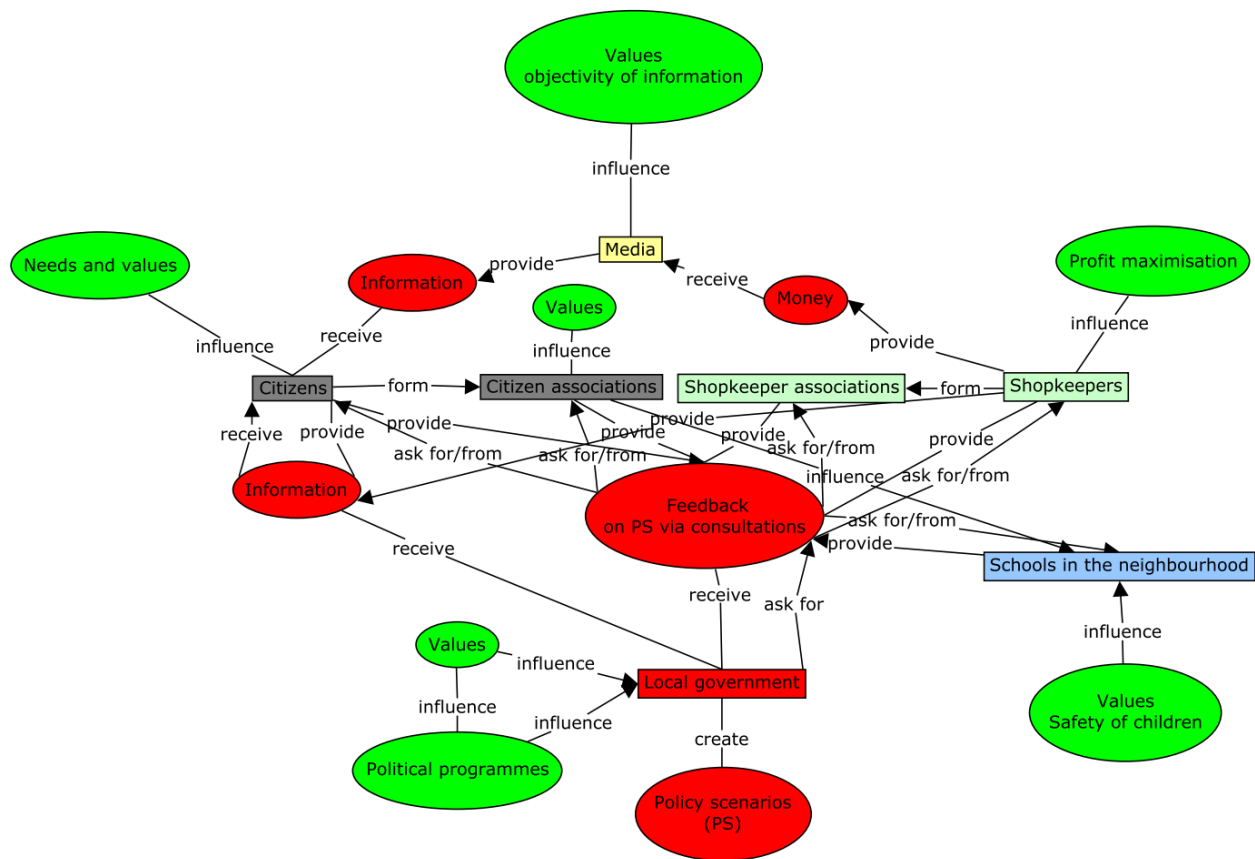 Values
objectivity of information
influence
Media
Needs and values
Profit maximisation
provide
Information
receive
Money
Values
influence
receive
influence
influence
provide
Citizens
form
Citizen associations
Shopkeeper associations
form
Shopkeepers
receive
provide
provide
provide
provide
provide
provide
ask for/from
ask for/from
ask for/from
ask for/from
influence
Information
Feedback
on PS via consultations
ask for/from
provide
Schools in the neighbourhood
receive
receive
ask for
influence
Values
influence
Local government
influence
influence
Values
Safety of children
Political programmes
create
Policy scenarios
(PS)